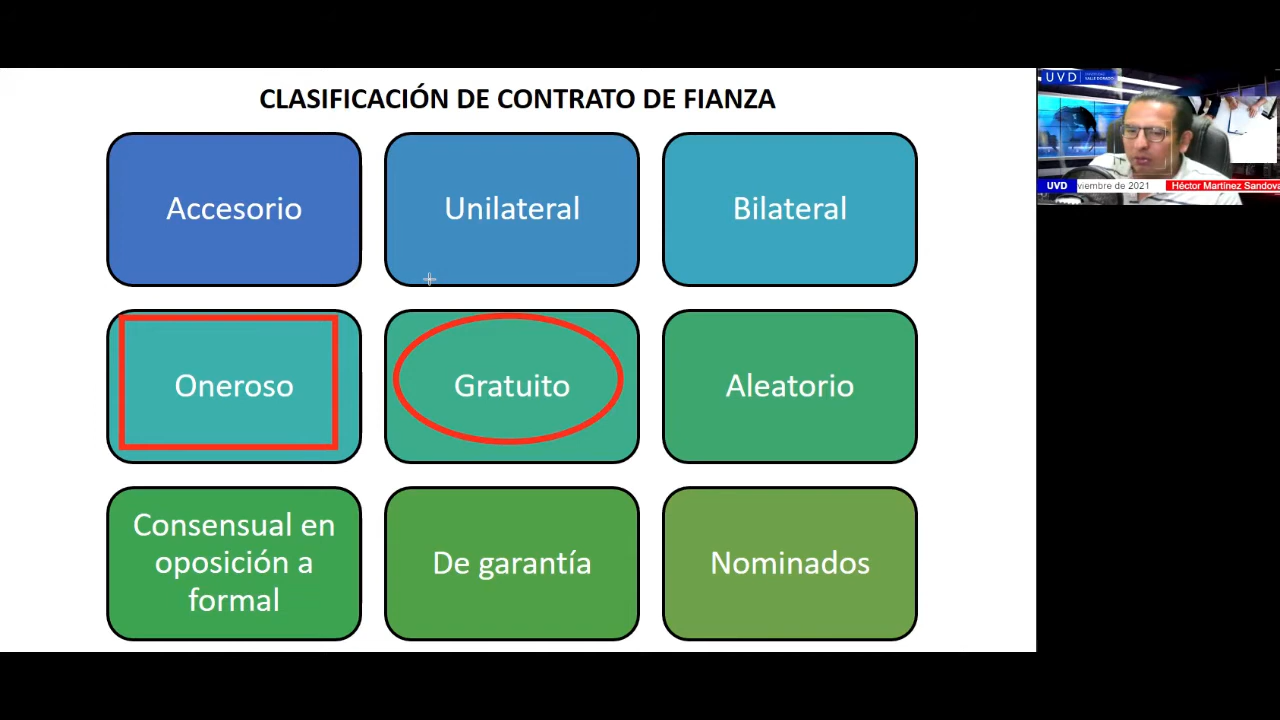 CLASIFICACIÓN DE CONTRATO DE FIANZA
Accesorio
Unilateral
Bilateral
Oneroso
Gratuito
Aleatorio
Consensual en
oposición a
formal
De garantía
Nominados
UVD
UVD
viembre de 2021
Héctor Martínez Sandova